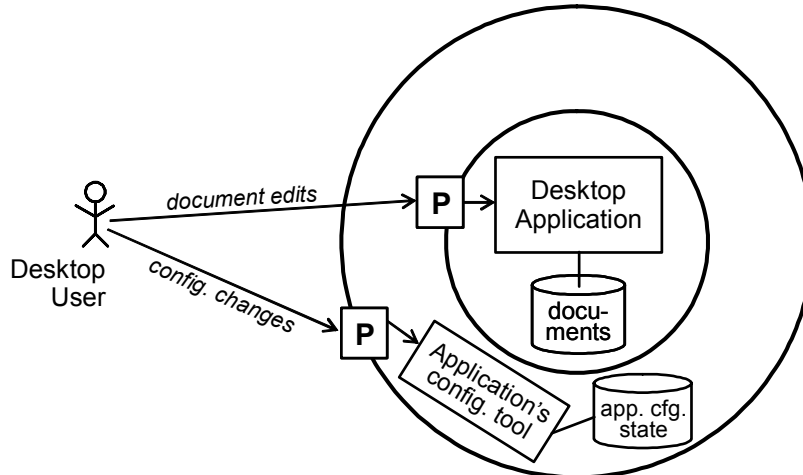 document edits
P
Desktop
Application
Desktop
User
config. changes
docu-
ments
P
Application's
config. tool
app. cfg.
state